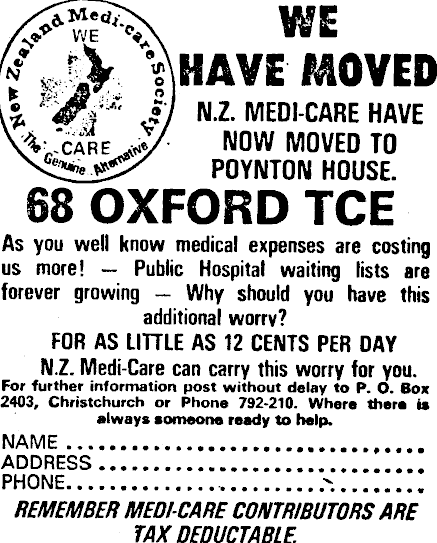 New Zealand Medi-care Society
WE
CARE
The Genuine Alternative
WE
HAVE MOVED
N.Z. MEDI-CARE HAVE
NOW MOVED TO
POYNTON HOUSE.
68 OXFORD TCE
As you well know medical expenses are costing
us more! — Public Hospital waiting lists are
forever growing — Why should you have this
additional worry?
FOR AS LITTLE AS 12 CENTS PER DAY
N.Z. Medi-Care can carry this worry for you.
For further information post without delay to P. O. Box
2403, Christchurch or Phone 792-210. Where there is
always someone ready to help.
NAME ....................................
ADDRESS .................................
PHONE....................................
REMEMBER MEDI-CARE CONTRIBUTORS ARE
TAX DEDUCTABLE.